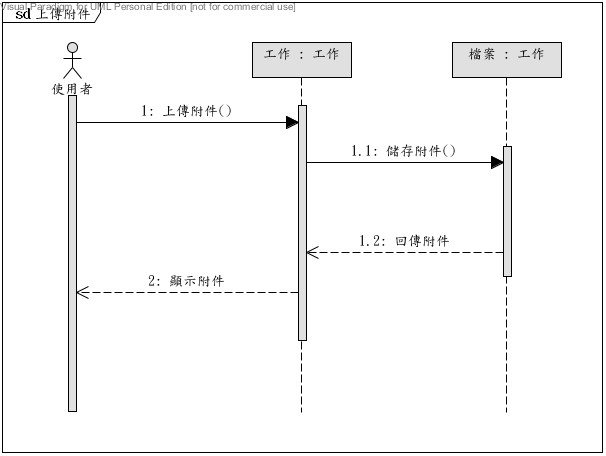 Visual Paradigm for UML Personal Edition [not for commercial use]
sd 上傳附件
工作 : 工作
檔案 : 工作
使用者
1: 上傳附件()
1.1: 儲存附件()
1.2: 回傳附件
2: 顯示附件